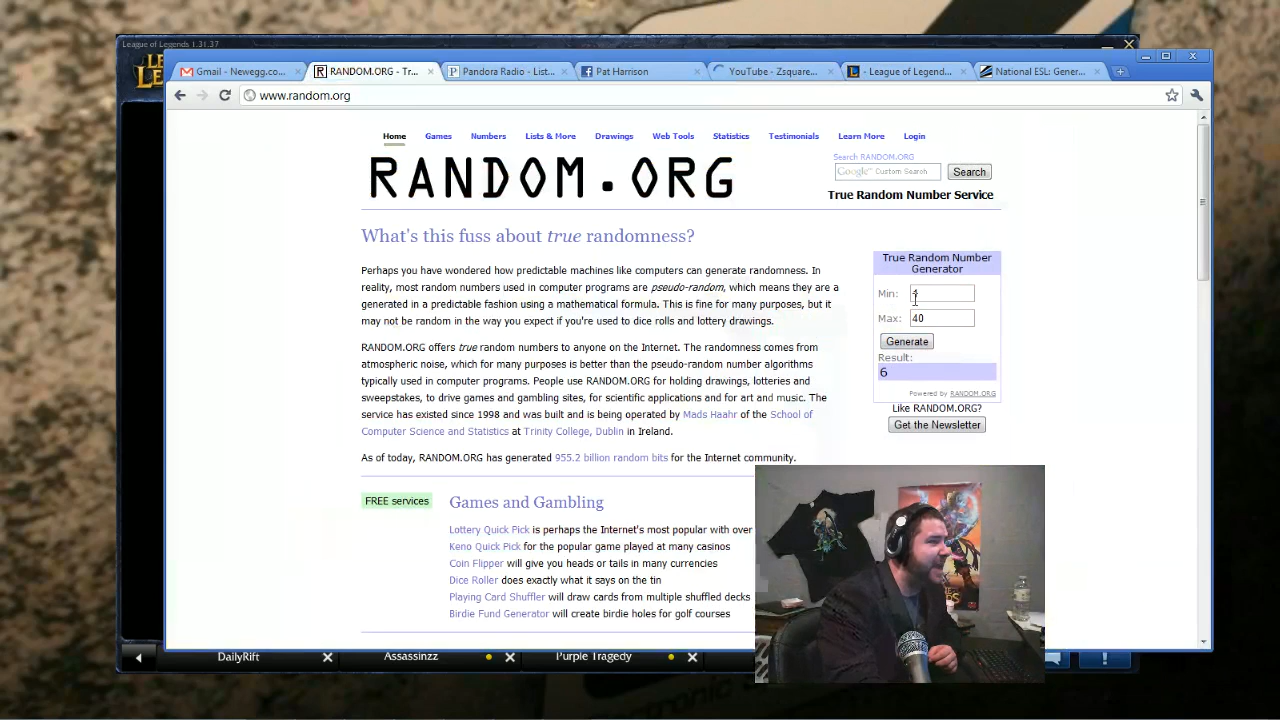 League of Legends 1.31.37
Gmail - Newegg.co...
RANDOM.ORG - Tr...
Pandora Radio - List...
Pat Harrison
YouTube - Zsquare...
- League of Legend...
National ESL: Gener...
www.random.org
Home Games Numbers Lists & More Drawings Web Tools Statistics Testimonials Learn More Login
RANDOM.ORG
Search RANDOM.ORG
Google™ Custom Search
Search
True Random Number Service
What's this fuss about true randomness?
Perhaps you have wondered how predictable machines like computers can generate randomness. In
reality, most random numbers used in computer programs are pseudo-random, which means they are a
generated in a predictable fashion using a mathematical formula. This is fine for many purposes, but it
may not be random in the way you expect if you're used to dice rolls and lottery drawings.
RANDOM.ORG offers true random numbers to anyone on the Internet. The randomness comes from
atmospheric noise, which for many purposes is better than the pseudo-random number algorithms
typically used in computer programs. People use RANDOM.ORG for holding drawings, lotteries and
sweepstakes, to drive games and gambling sites, for scientific applications and for art and music. The
service has existed since 1998 and was built and is being operated by Mads Haahr of the School of
Computer Science and Statistics at Trinity College, Dublin in Ireland.
As of today, RANDOM.ORG has generated 955.2 billion random bits for the Internet community.
True Random Number
Generator
Min:
Max: 40
Generate
Result:
6
Powered by RANDOM.ORG
Like RANDOM.ORG?
Get the Newsletter
FREE services
Games and Gambling
Lottery Quick Pick is perhaps the Internet's most popular with over
Keno Quick Pick for the popular game played at many casinos
Coin Flipper will give you heads or tails in many currencies
Dice Roller does exactly what it says on the tin
Playing Card Shuffler will draw cards from multiple shuffled decks
Birdie Fund Generator will create birdie holes for golf courses
DailyRift
Assassinzz
Purple Tragedy